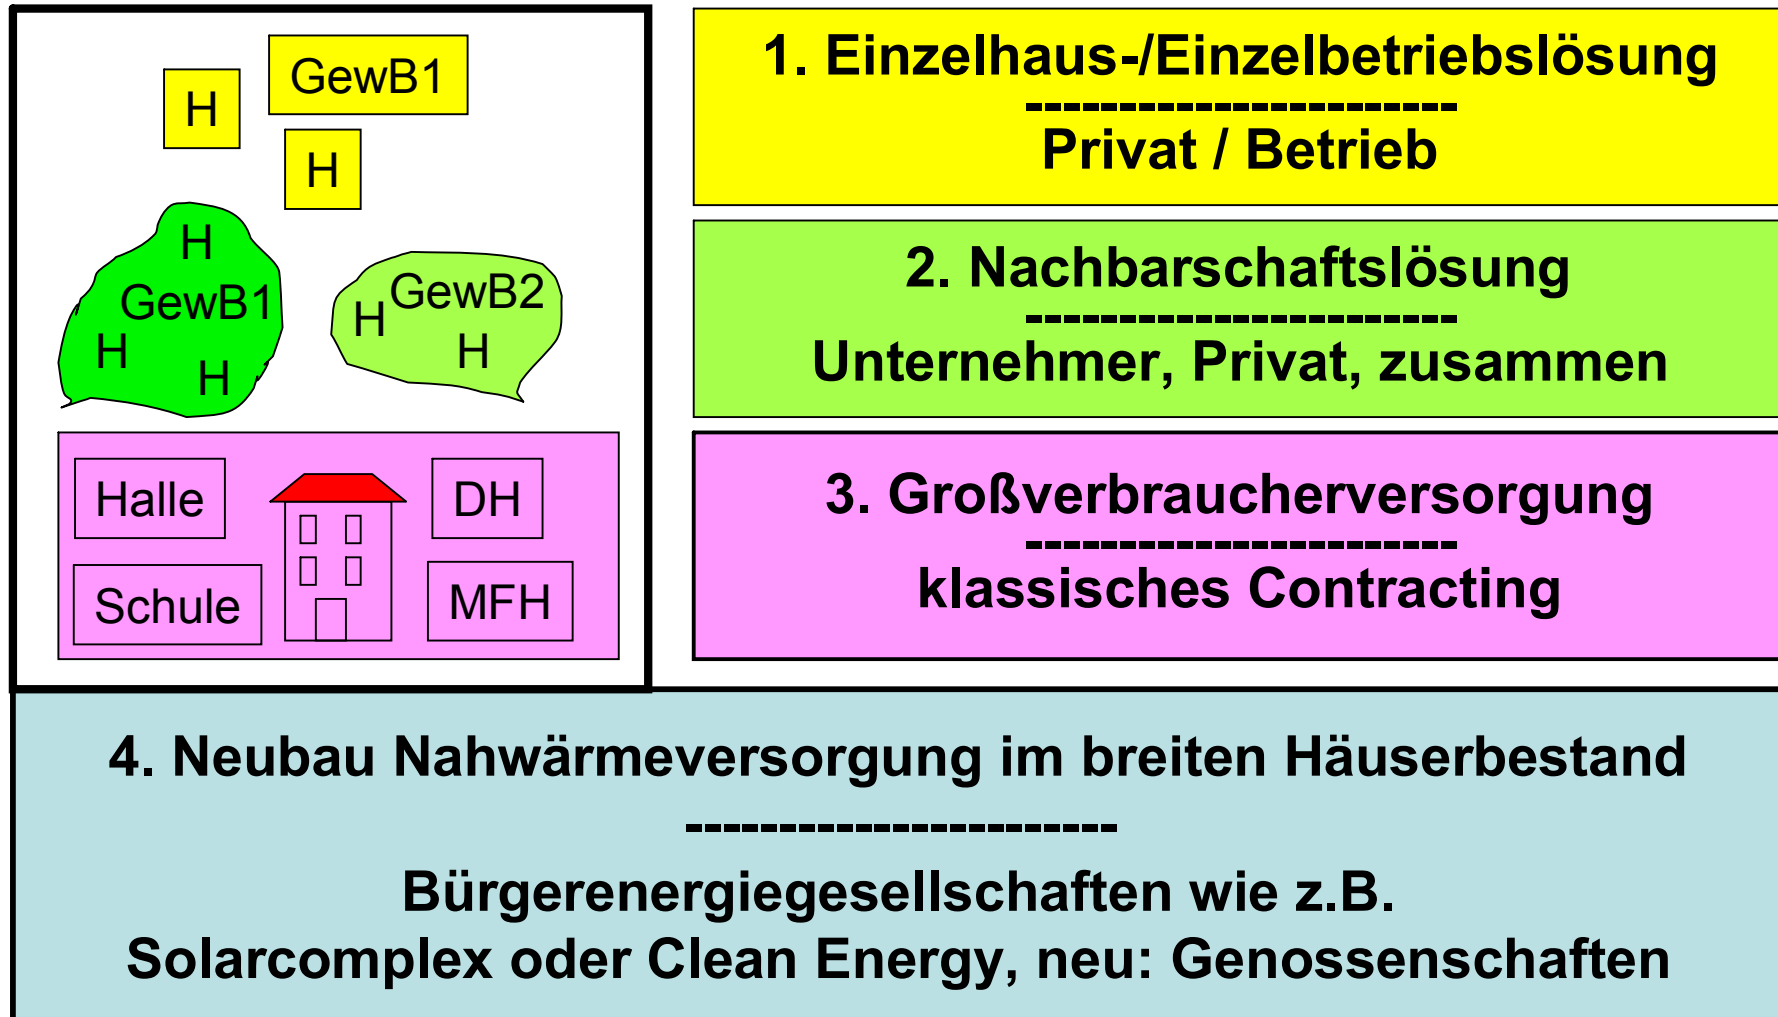 H
GewB1
H
H
GewB1
H
H
GewB2
H
H
Halle
DH
Schule
MFH
1. Einzelhaus-/Einzelbetriebslösung
-----------------------
Privat / Betrieb
2. Nachbarschaftslösung
-----------------------
Unternehmer, Privat, zusammen
3. Großverbraucherversorgung
-----------------------
klassisches Contracting
4. Neubau Nahwärmeversorgung im breiten Häuserbestand
-----------------------
Bürgerenergiegesellschaften wie z.B.
Solarcomplex oder Clean Energy, neu: Genossenschaften